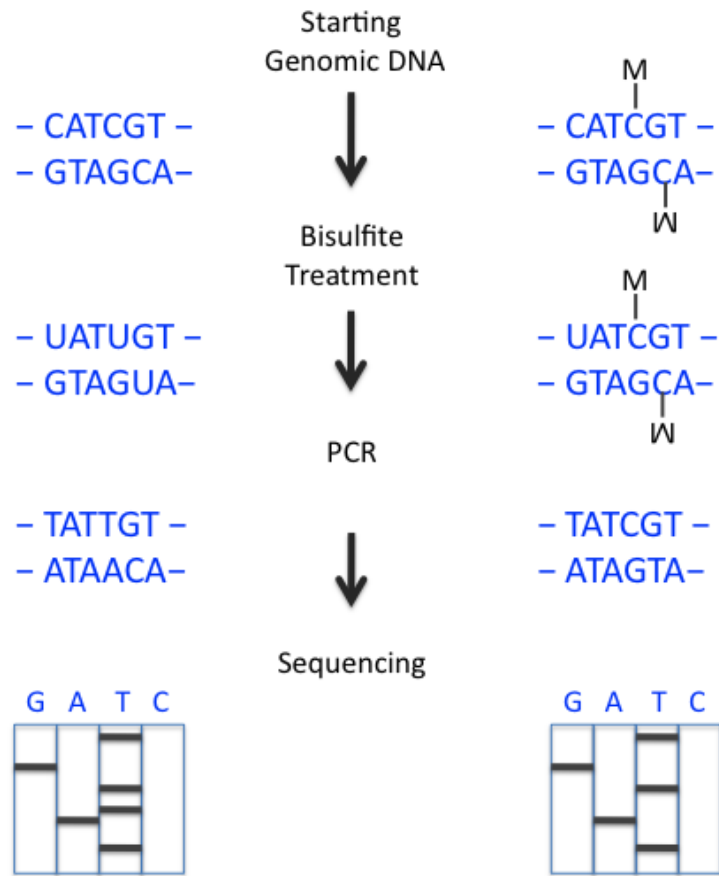 Starting
Genomic DNA
M
– CATCGT –
– GTAGCA–
– CATCGT –
– GTAGCA–
M
Bisulfite
Treatment
M
– UATUGT –
– GTAGUA–
– UATCGT –
– GTAGCA–
M
PCR
– TATTGT –
– ATAACA–
– TATCGT –
– ATAGTA–
Sequencing
G A T C
G A T C